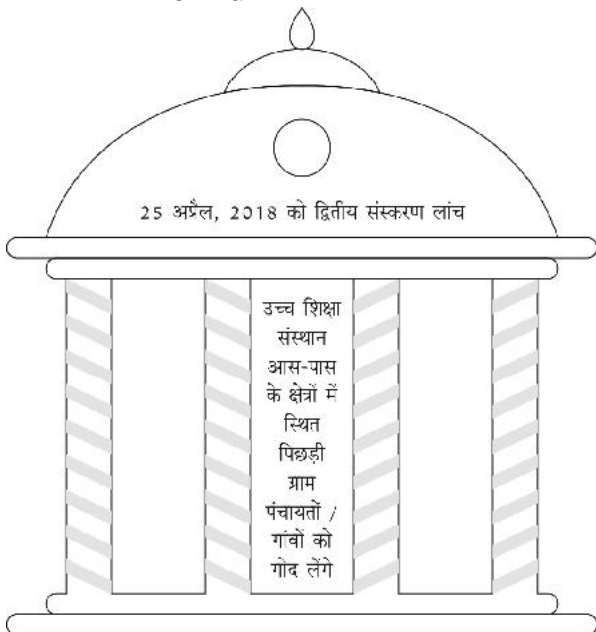 25 अप्रैल, 2018 को द्वितीय संस्करण लांच
उच्च शिक्षा
संस्थान
आस-पास
के क्षेत्रों में
स्थित
पिछड़ी
ग्राम
पंचायतों /
गांवों को
गोद लेंगे